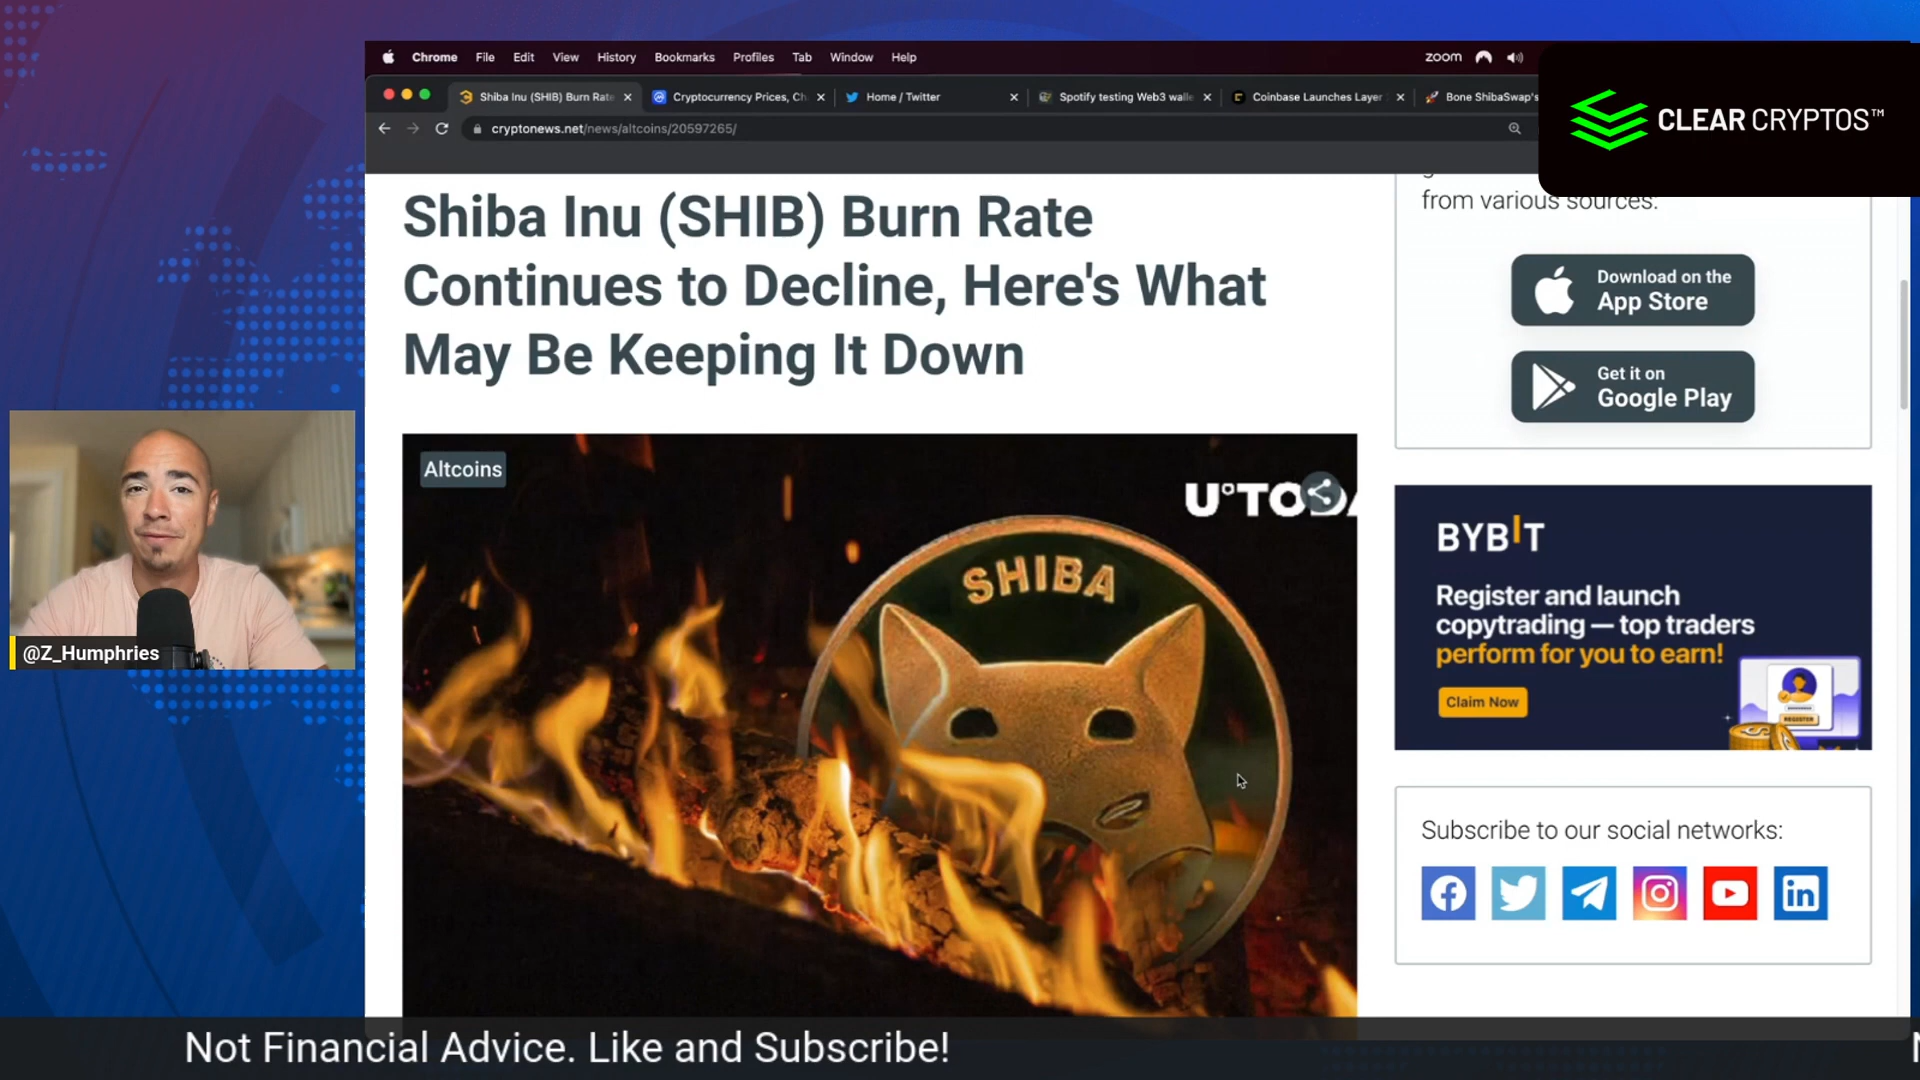 Chrome File Edit View History Bookmarks Profiles Tab Window Help
zoom
Shiba Inu (SHIB) Burn Rate
Cryptocurrency Prices, Ch
Home / Twitter
Spotify testing Web3 walle
Coinbase Launches Layer
Bone ShibaSwap's
cryptonews.net/news/altcoins/20597265/
CLEAR CRYPTOS™
Shiba Inu (SHIB) Burn Rate
Continues to Decline, Here's What
May Be Keeping It Down
Altcoins
U°TODA
SHIBA
from various sources:
Download on the
App Store
Get it on
Google Play
BYBIT
Register and launch
copytrading — top traders
perform for you to earn!
Claim Now
REGISTER
Subscribe to our social networks:
@Z_Humphries
Not Financial Advice. Like and Subscribe!